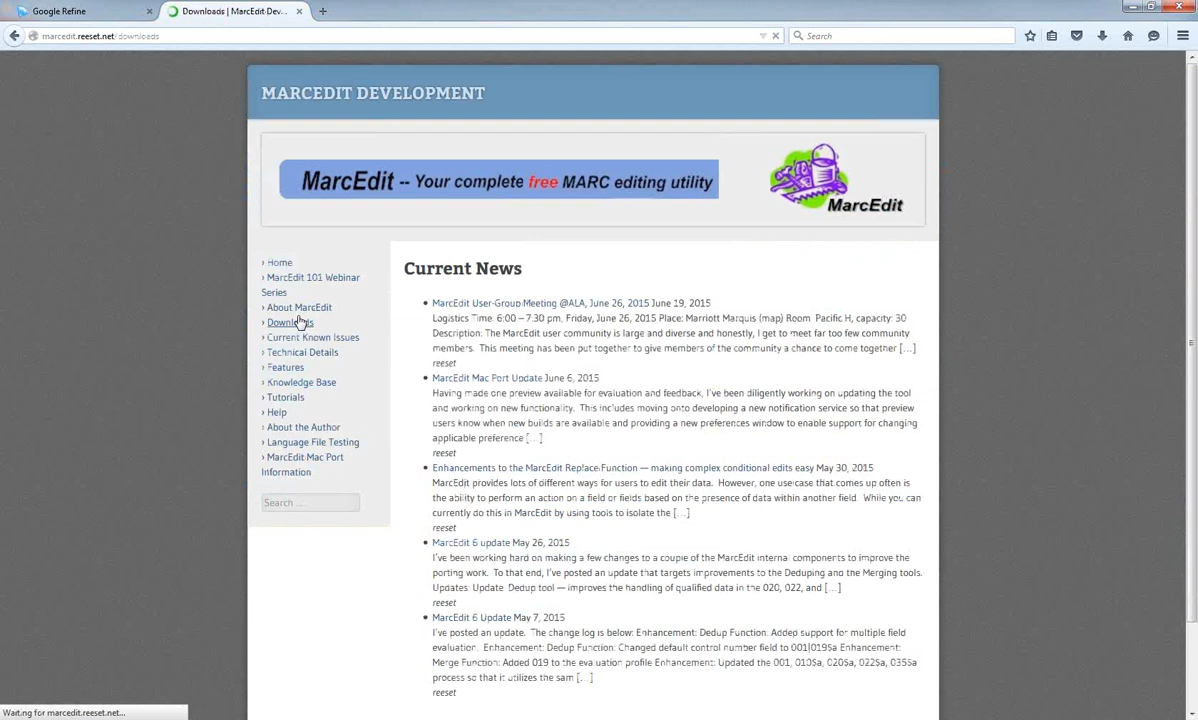 Google Refine
Downloads | MarcEdit Dev...
marcedit.reeset.net/downloads
Search
MARCEDIT DEVELOPMENT
MarcEdit -- Your complete free MARC editing utility
MarcEdit
› Home
› MarcEdit 101 Webinar
Series
› About MarcEdit
› Downloads
› Current Known Issues
› Technical Details
› Features
› Knowledge Base
› Tutorials
› Help
› About the Author
› Language File Testing
› MarcEdit Mac Port
Information
Search ...
Current News
MarcEdit User-Group Meeting @ALA, June 26, 2015 June 19, 2015
Logistics Time: 6:00 – 7:30 pm, Friday, June 26, 2015 Place: Marriott Marquis (map) Room: Pacific H, capacity: 30
Description: The MarcEdit user community is large and diverse and honestly, I get to meet far too few community
members. This meeting has been put together to give members of the community a chance to come together […]
reeset
MarcEdit Mac Port Update June 6, 2015
Having made one preview available for evaluation and feedback, I've been diligently working on updating the tool
and working on new functionality. This includes moving onto developing a new notification service so that preview
users know when new builds are available and providing a new preferences window to enable support for changing
applicable preference […]
reeset
Enhancements to the MarcEdit Replace Function — making complex conditional edits easy May 30, 2015
MarcEdit provides lots of different ways for users to edit their data. However, one use case that comes up often is
the ability to perform an action on a field or fields based on the presence of data within another field. While you can
currently do this in MarcEdit by using tools to isolate the […]
reeset
MarcEdit 6 update May 26, 2015
I've been working hard on making a few changes to a couple of the MarcEdit internal components to improve the
porting work. To that end, I've posted an update that targets improvements to the Deduping and the Merging tools.
Updates: Update: Dedup tool — improves the handling of qualified data in the 020, 022, and […]
reeset
MarcEdit 6 Update May 7, 2015
I've posted an update. The change log is below: Enhancement: Dedup Function: Added support for multiple field
evaluation. Enhancement: Dedup Function: Changed default control number field to 001|019$a Enhancement:
Merge Function: Added 019 to the evaluation profile Enhancement: Updated the 001, 010$a, 020$a, 022$a, 035$a
process so that it utilizes the sam […]
reeset
Waiting for marcedit.reeset.net...